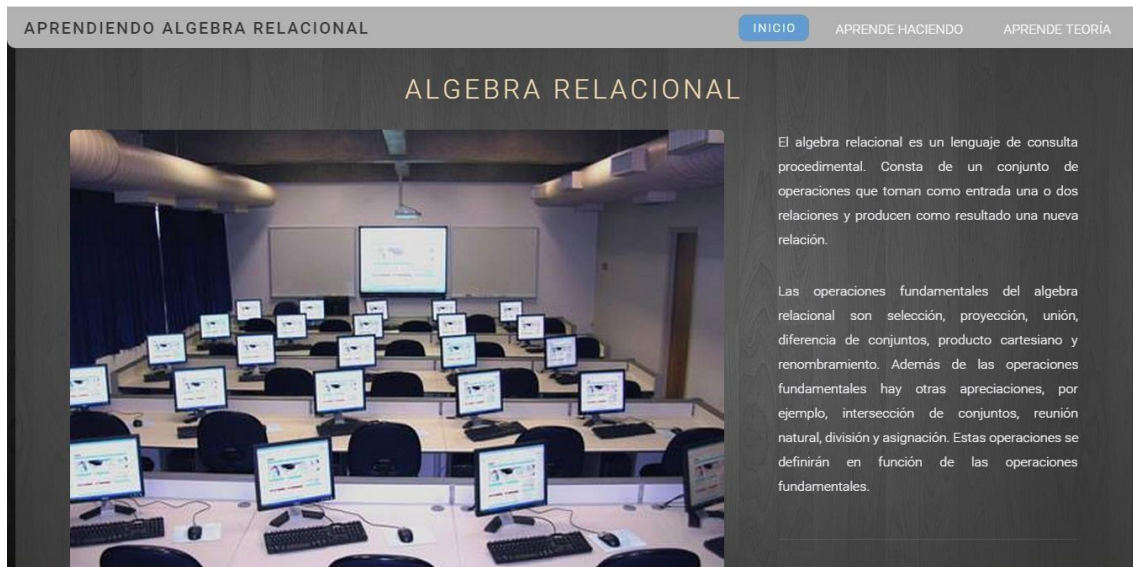 APRENDIENDO ALGEBRA RELACIONAL
INICIO
APRENDE HACIENDO
APRENDE TEORÍA
ALGEBRA RELACIONAL
El algebra relacional es un lenguaje de consulta
procedimental. Consta de un conjunto de
operaciones que toman como entrada una o dos
relaciones y producen como resultado una nueva
relación.
Las operaciones fundamentales del algebra
relacional son selección, proyección, unión,
diferencia de conjuntos, producto cartesiano y
renombramiento. Además de las operaciones
fundamentales hay otras apreciaciones, por
ejemplo, intersección de conjuntos, reunión
natural, división y asignación. Estas operaciones se
definirán en función de las operaciones
fundamentales.